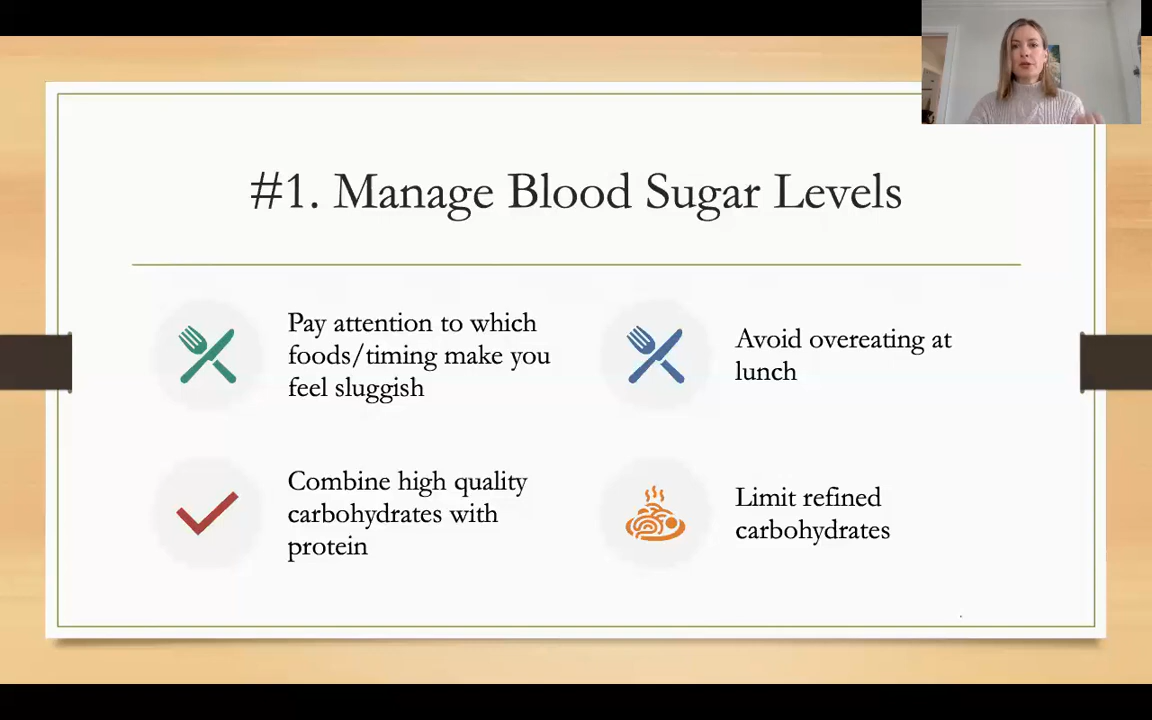 #1. Manage Blood Sugar Levels
Pay attention to which
foods/timing make you
feel sluggish
Avoid overeating at
lunch
Combine high quality
carbohydrates with
protein
Limit refined
carbohydrates